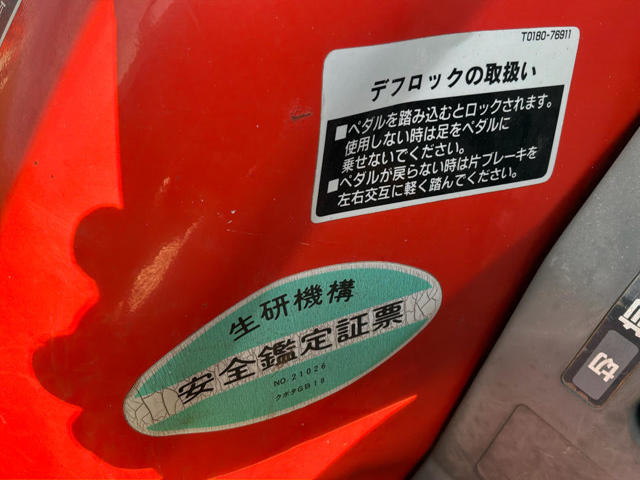 T0180-76911
デフロックの取扱い
■ペダルを踏み込むとロックされます。
使用しない時は足をペダルに
乗せないでください。
■ペダルが戻らない時は片ブレーキを
左右交互に軽く踏んでください。
生研機構
安全鑑定証票
NO.21026
クボタGB18
切